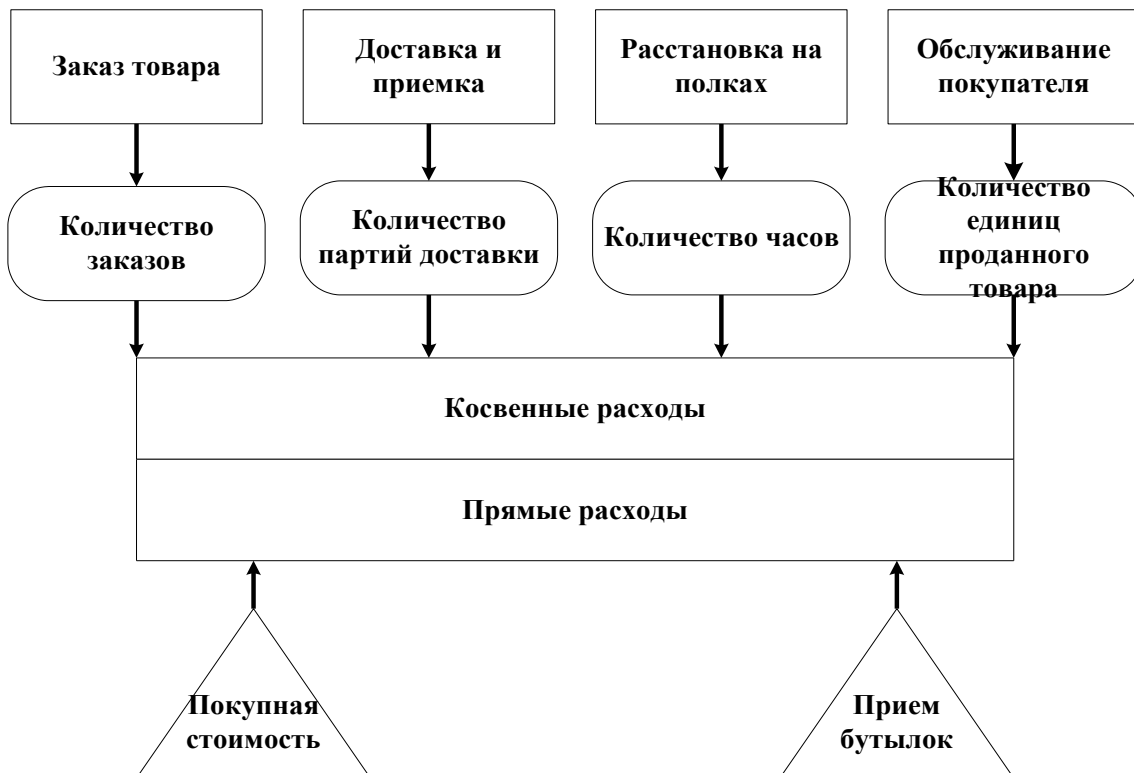 Заказ товара
Доставка и
приемка
Расстановка на
полках
Обслуживание
покупателя
Количество
заказов
Количество
партий доставки
Количество часов
Количество
единиц
проданного
товара
Косвенные расходы
Прямые расходы
Покупная
стоимость
Прием
бутылок